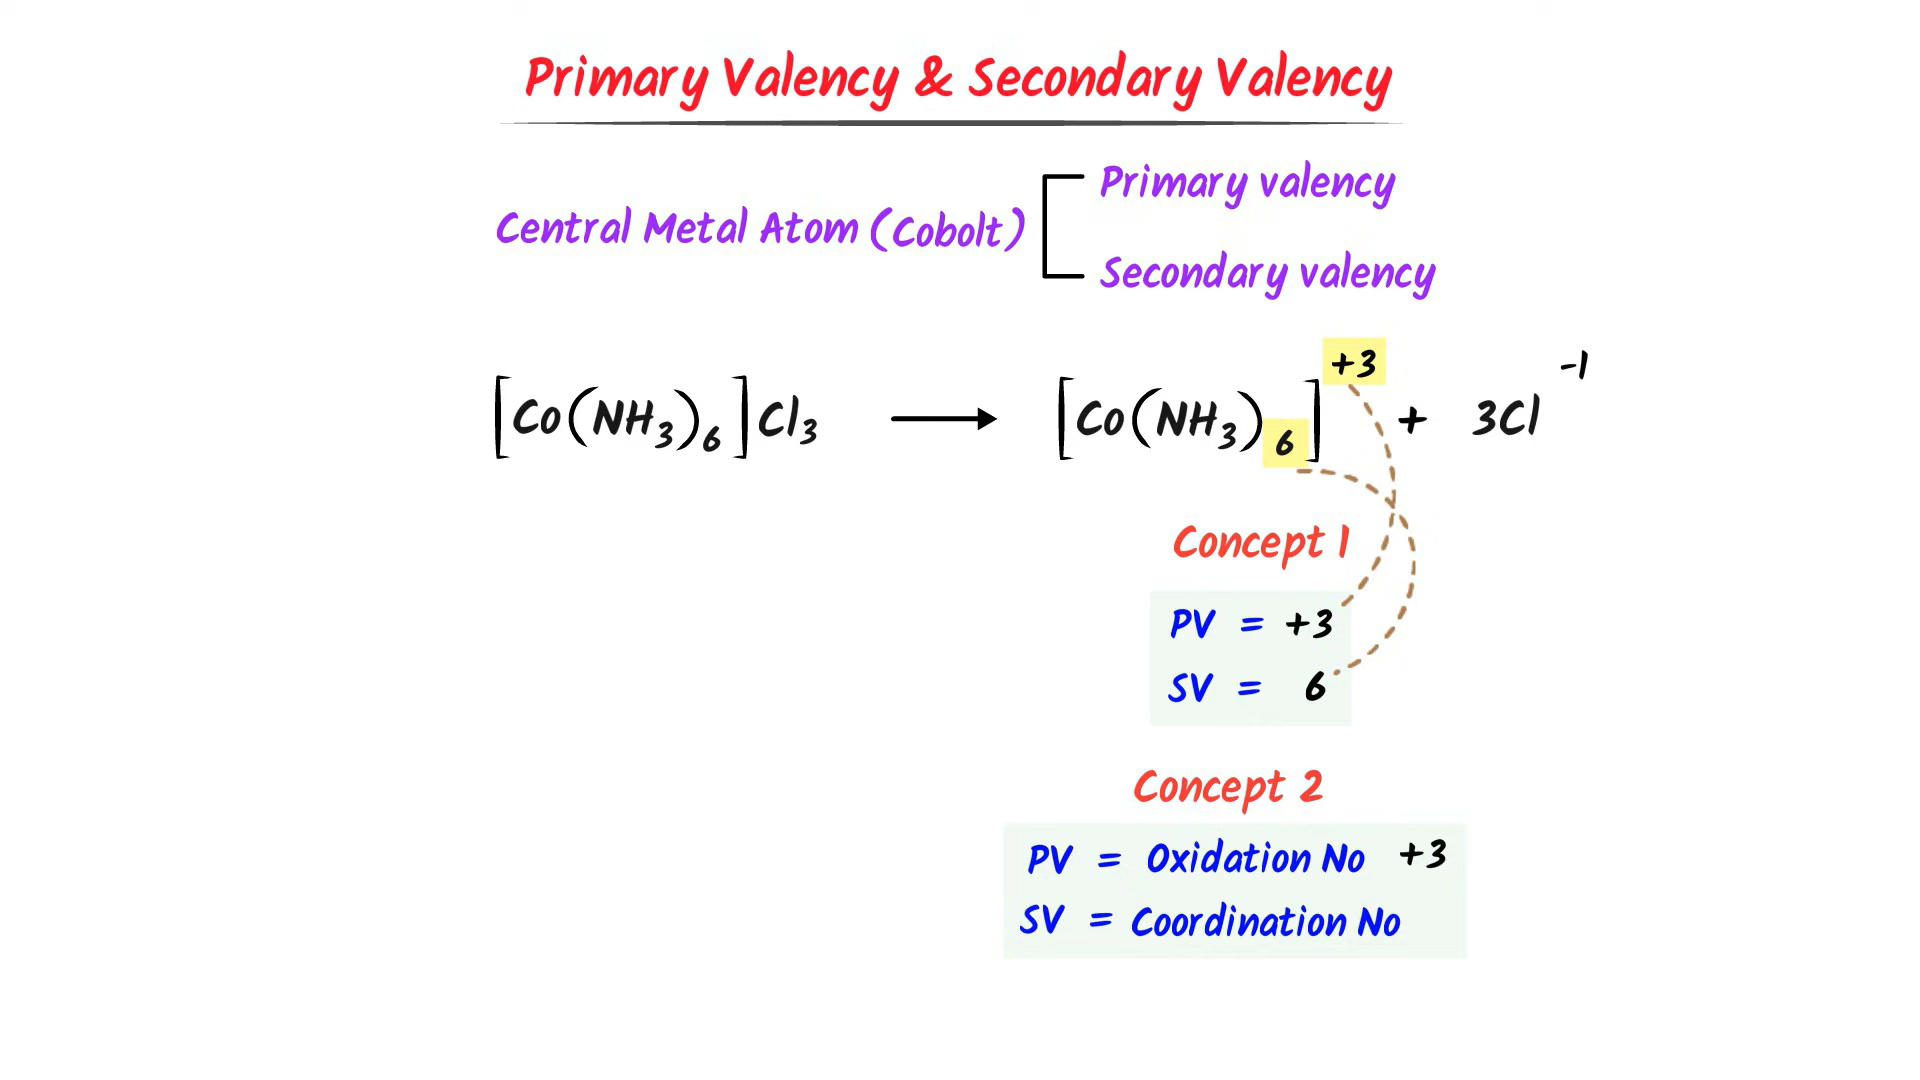 Primary Valency & Secondary Valency
Primary valency
Central Metal Atom (Cobolt)
Secondary valency
[Co(NH₃)₆]Cl₃ → [Co(NH₃)₆]⁺³ + 3Cl⁻¹
Concept 1
PV = +3
SV = 6
Concept 2
PV = Oxidation No +3
SV = Coordination No